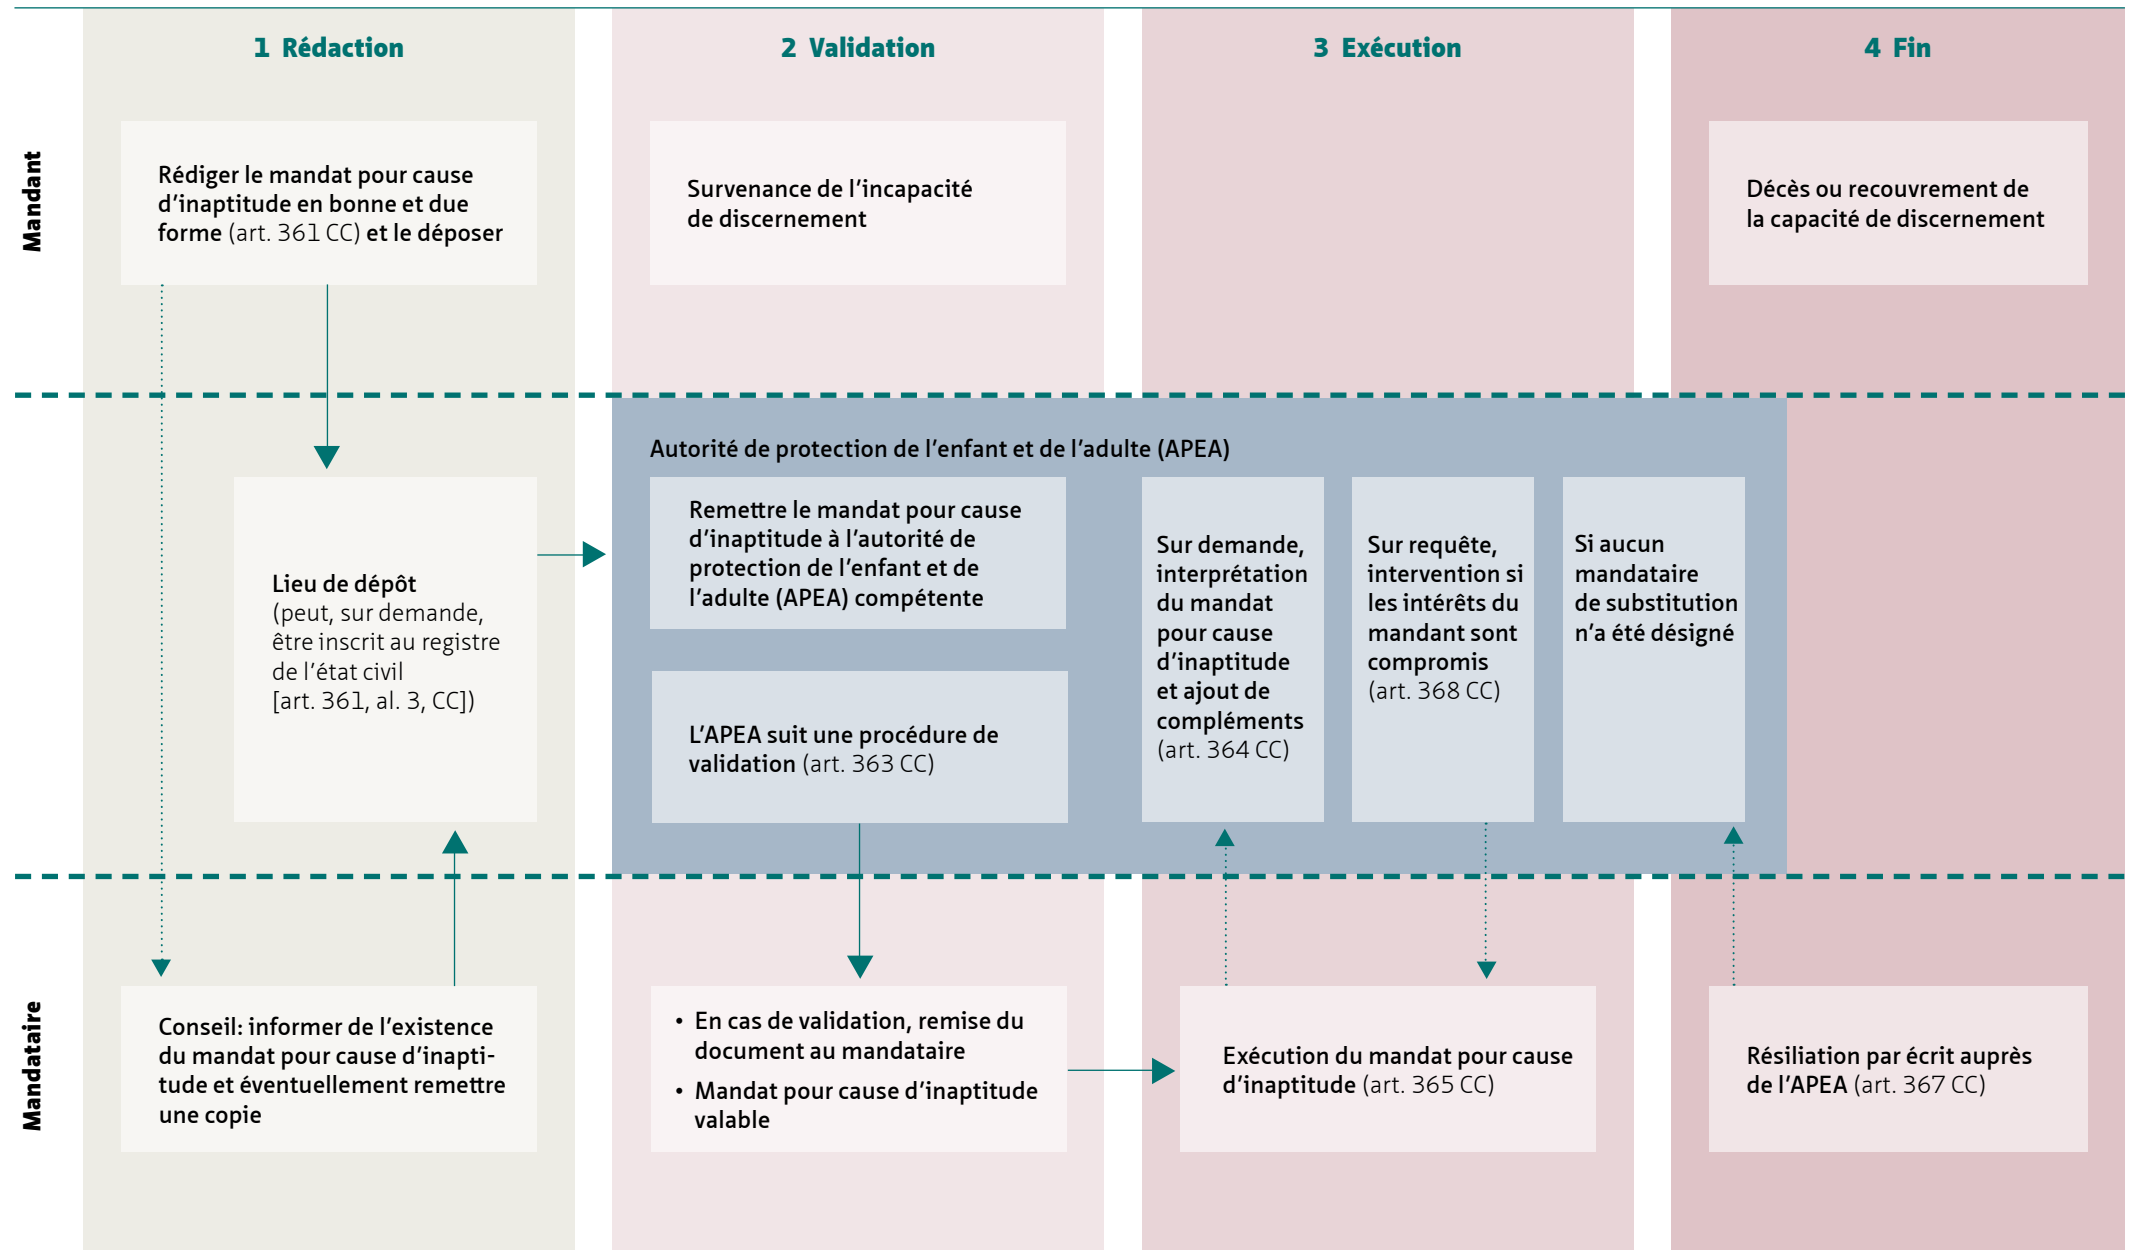 1 Rédaction
2 Validation
3 Exécution
4 Fin
Mandant
Rédiger le mandat pour cause
d’inaptitude en bonne et due
forme (art. 361 CC) et le déposer
Survenance de l’incapacité
de discernement
Décès ou recouvrement de
la capacité de discernement
Lieu de dépôt
(peut, sur demande,
être inscrit au registre
de l’état civil
[art. 361, al. 3, CC])
Autorité de protection de l’enfant et de l’adulte (APEA)
Remettre le mandat pour cause
d’inaptitude à l’autorité de
protection de l’enfant et de
l’adulte (APEA) compétente
L’APEA suit une procédure de
validation (art. 363 CC)
Sur demande,
interprétation
du mandat
pour cause
d’inaptitude
et ajout de
compléments
(art. 364 CC)
Sur requête,
intervention si
les intérêts du
mandant sont
compromis
(art. 368 CC)
Si aucun
mandataire
de substitution
n’a été désigné
Mandataire
Conseil: informer de l’existence
du mandat pour cause d’inapti-
tude et éventuellement remettre
une copie
• En cas de validation, remise du
document au mandataire
• Mandat pour cause d’inaptitude
valable
Exécution du mandat pour cause
d’inaptitude (art. 365 CC)
Résiliation par écrit auprès
de l’APEA (art. 367 CC)